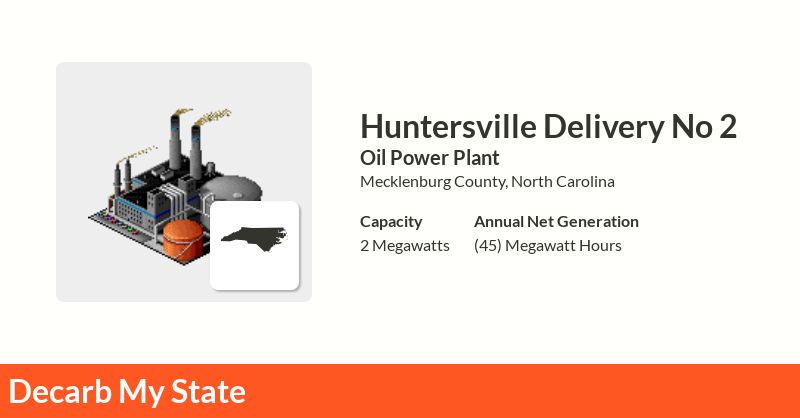 Huntersville Delivery No 2
Oil Power Plant
Mecklenburg County, North Carolina
Capacity
2 Megawatts
Annual Net Generation
(45) Megawatt Hours
Decarb My State